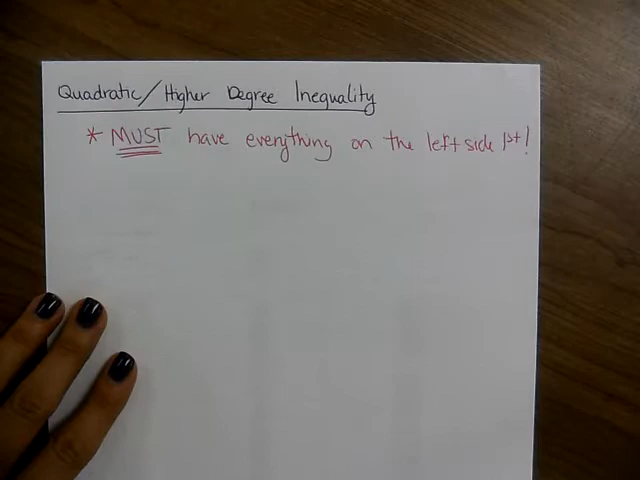 Quadratic/Higher Degree Inequality
* MUST have everything on the left side 1st!